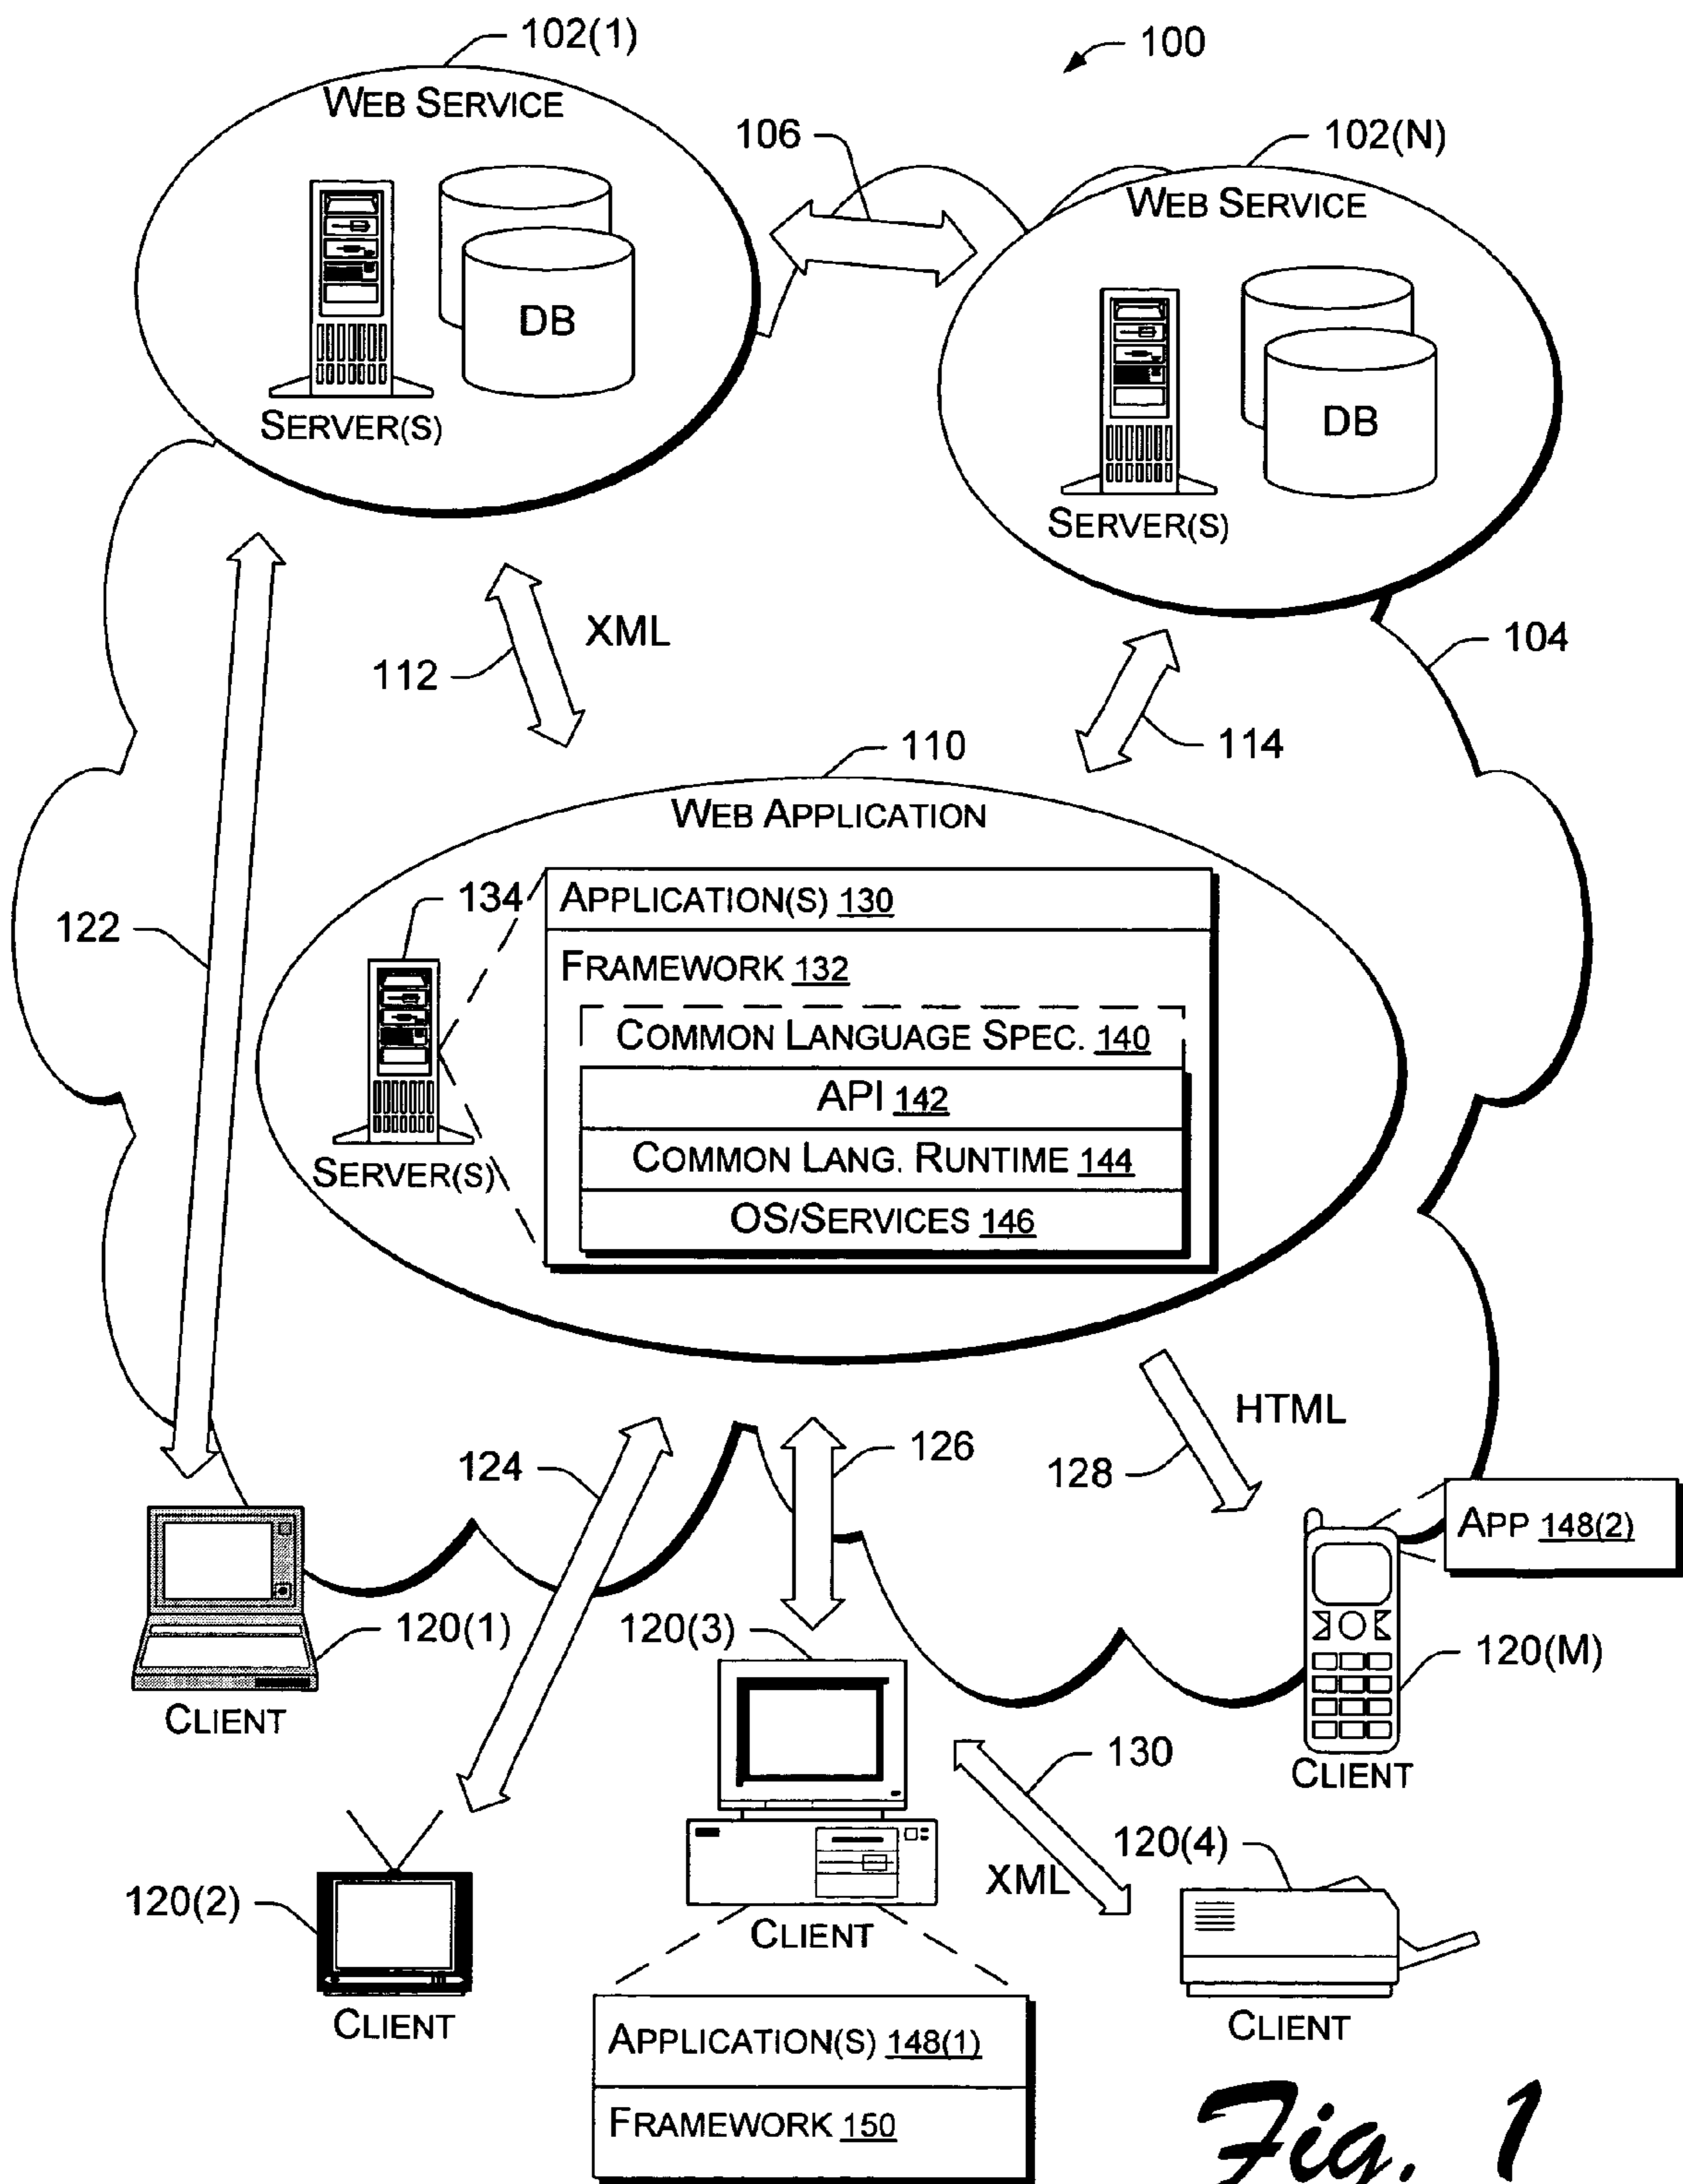 102(1)
100
WEB SERVICE
106
102(N)
WEB SERVICE
DB
SERVER(S)
DB
SERVER(S)
XML
112
104
114
110
WEB APPLICATION
134
APPLICATION(S) 130
122
FRAMEWORK 132
COMMON LANGUAGE SPEC. 140
API 142
COMMON LANG. RUNTIME 144
SERVER(S)
OS/SERVICES 146
HTML
124
126
128
APP 148(2)
120(1)
120(3)
120(M)
CLIENT
130
CLIENT
120(4)
XML
120(2)
CLIENT
CLIENT
CLIENT
APPLICATION(S) 148(1)
FRAMEWORK 150
Fig. 1